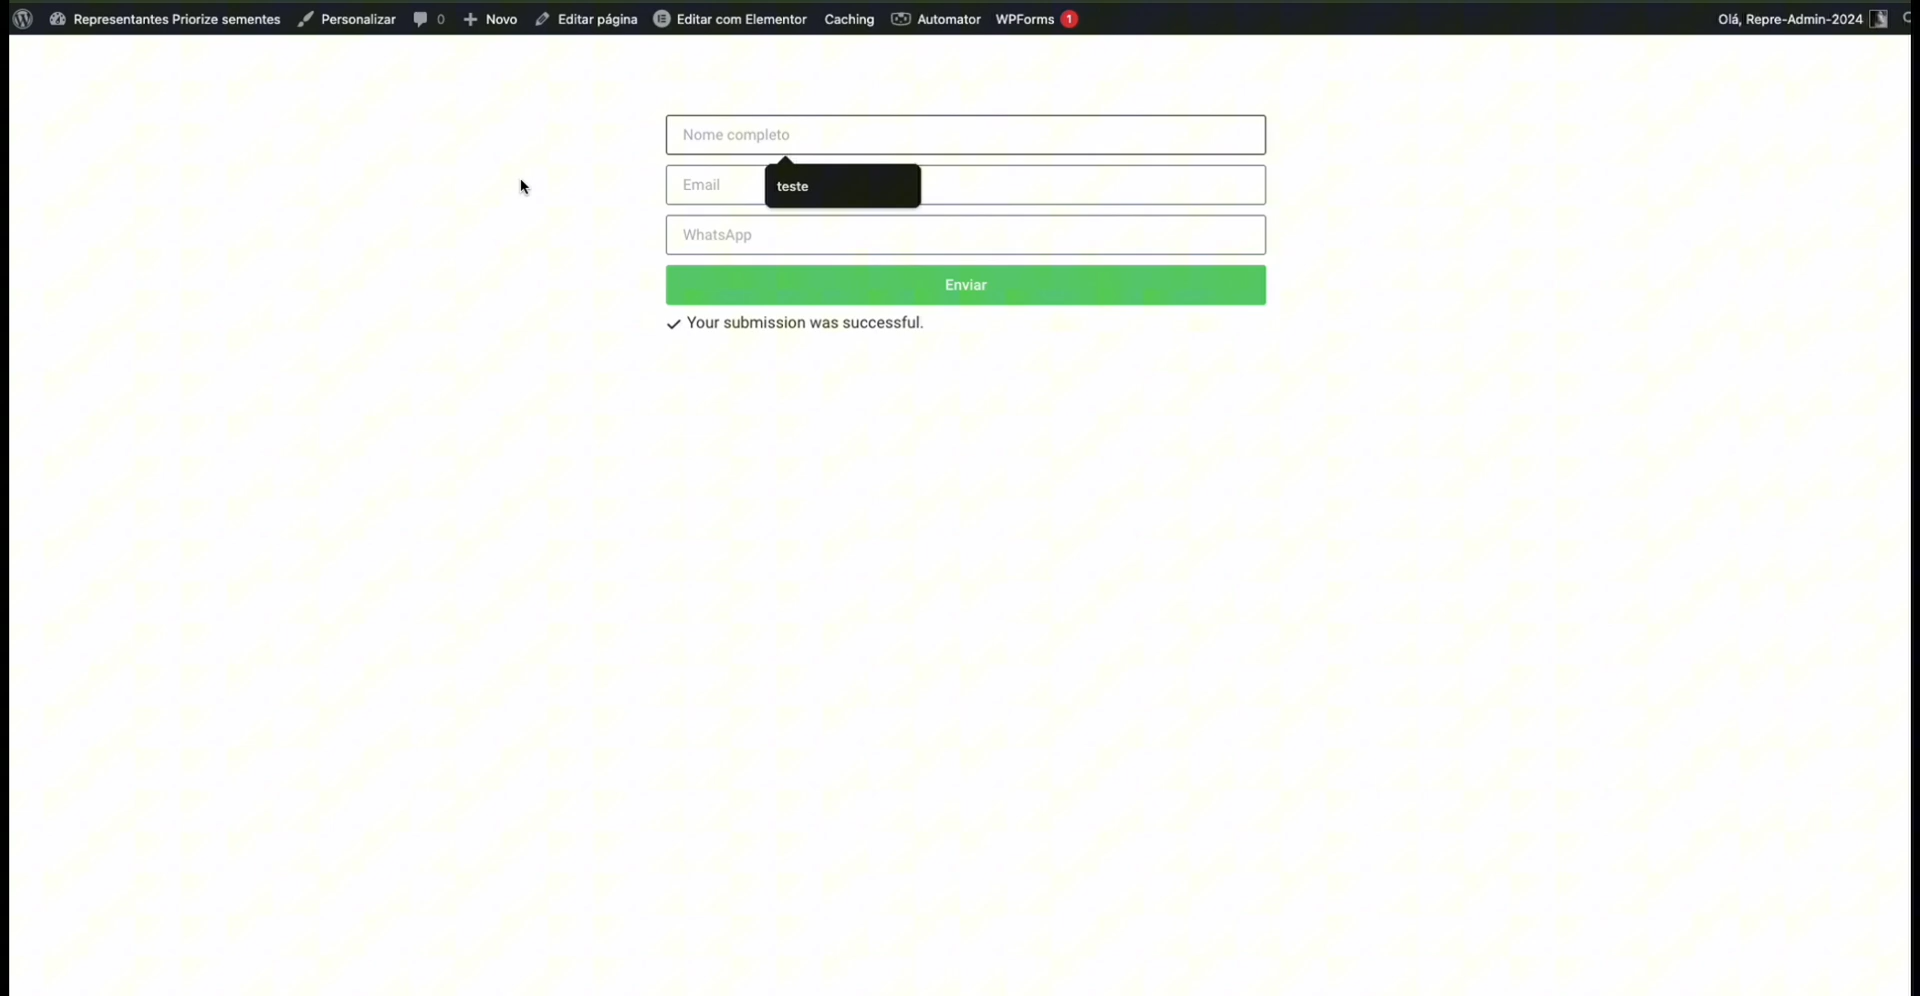 Representantes Priorize sementes Personalizar 0 Novo Editar página Editar com Elementor Caching Automator WPForms 1 Olá, Repre-Admin-2024
Nome completo
Email
teste
WhatsApp
Enviar
Your submission was successful.